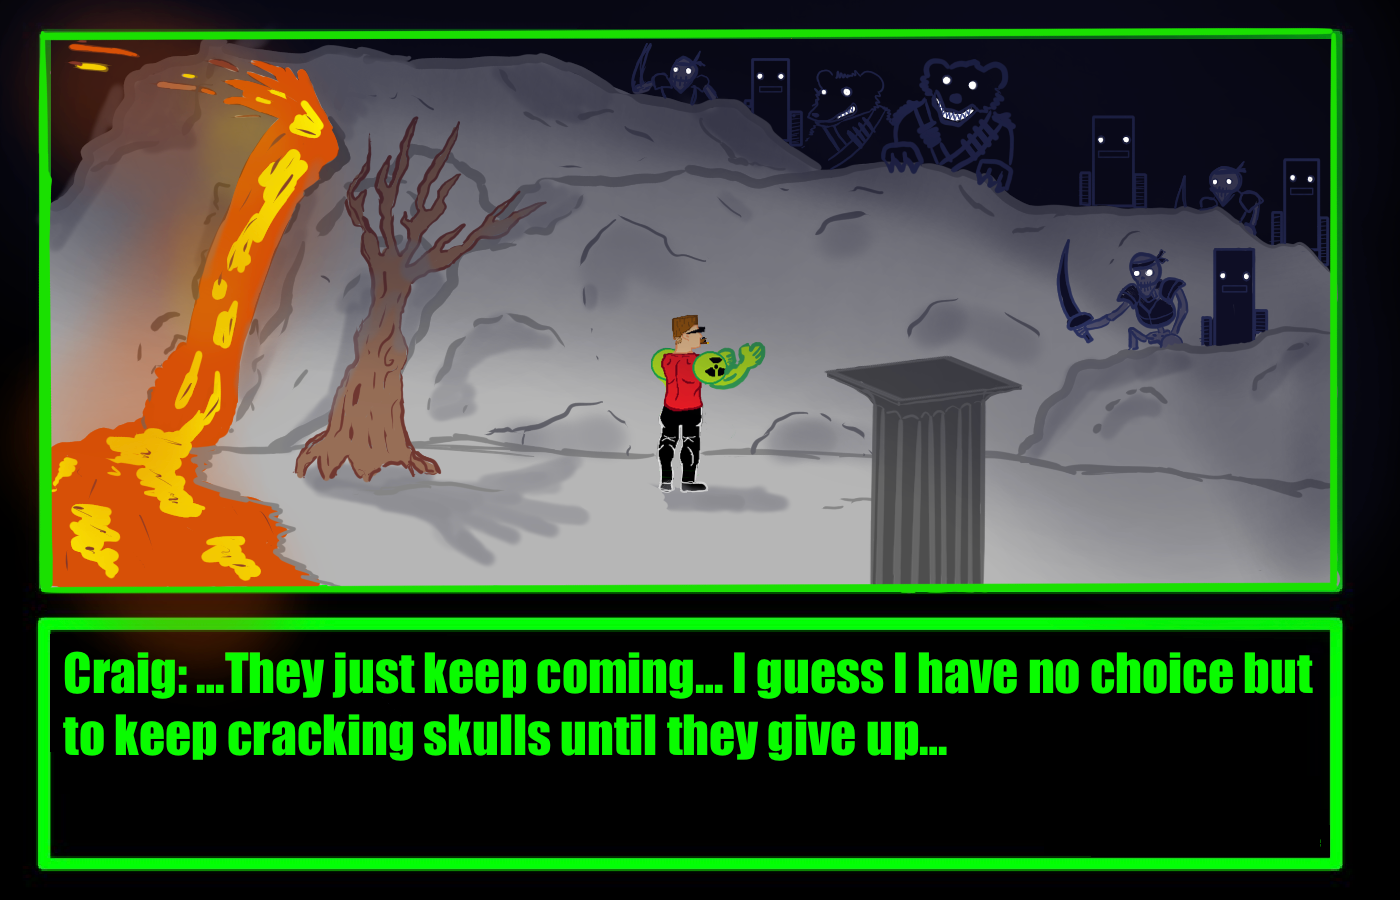 Craig: ...They just keep coming... I guess I have no choice but
to keep cracking skulls until they give up...